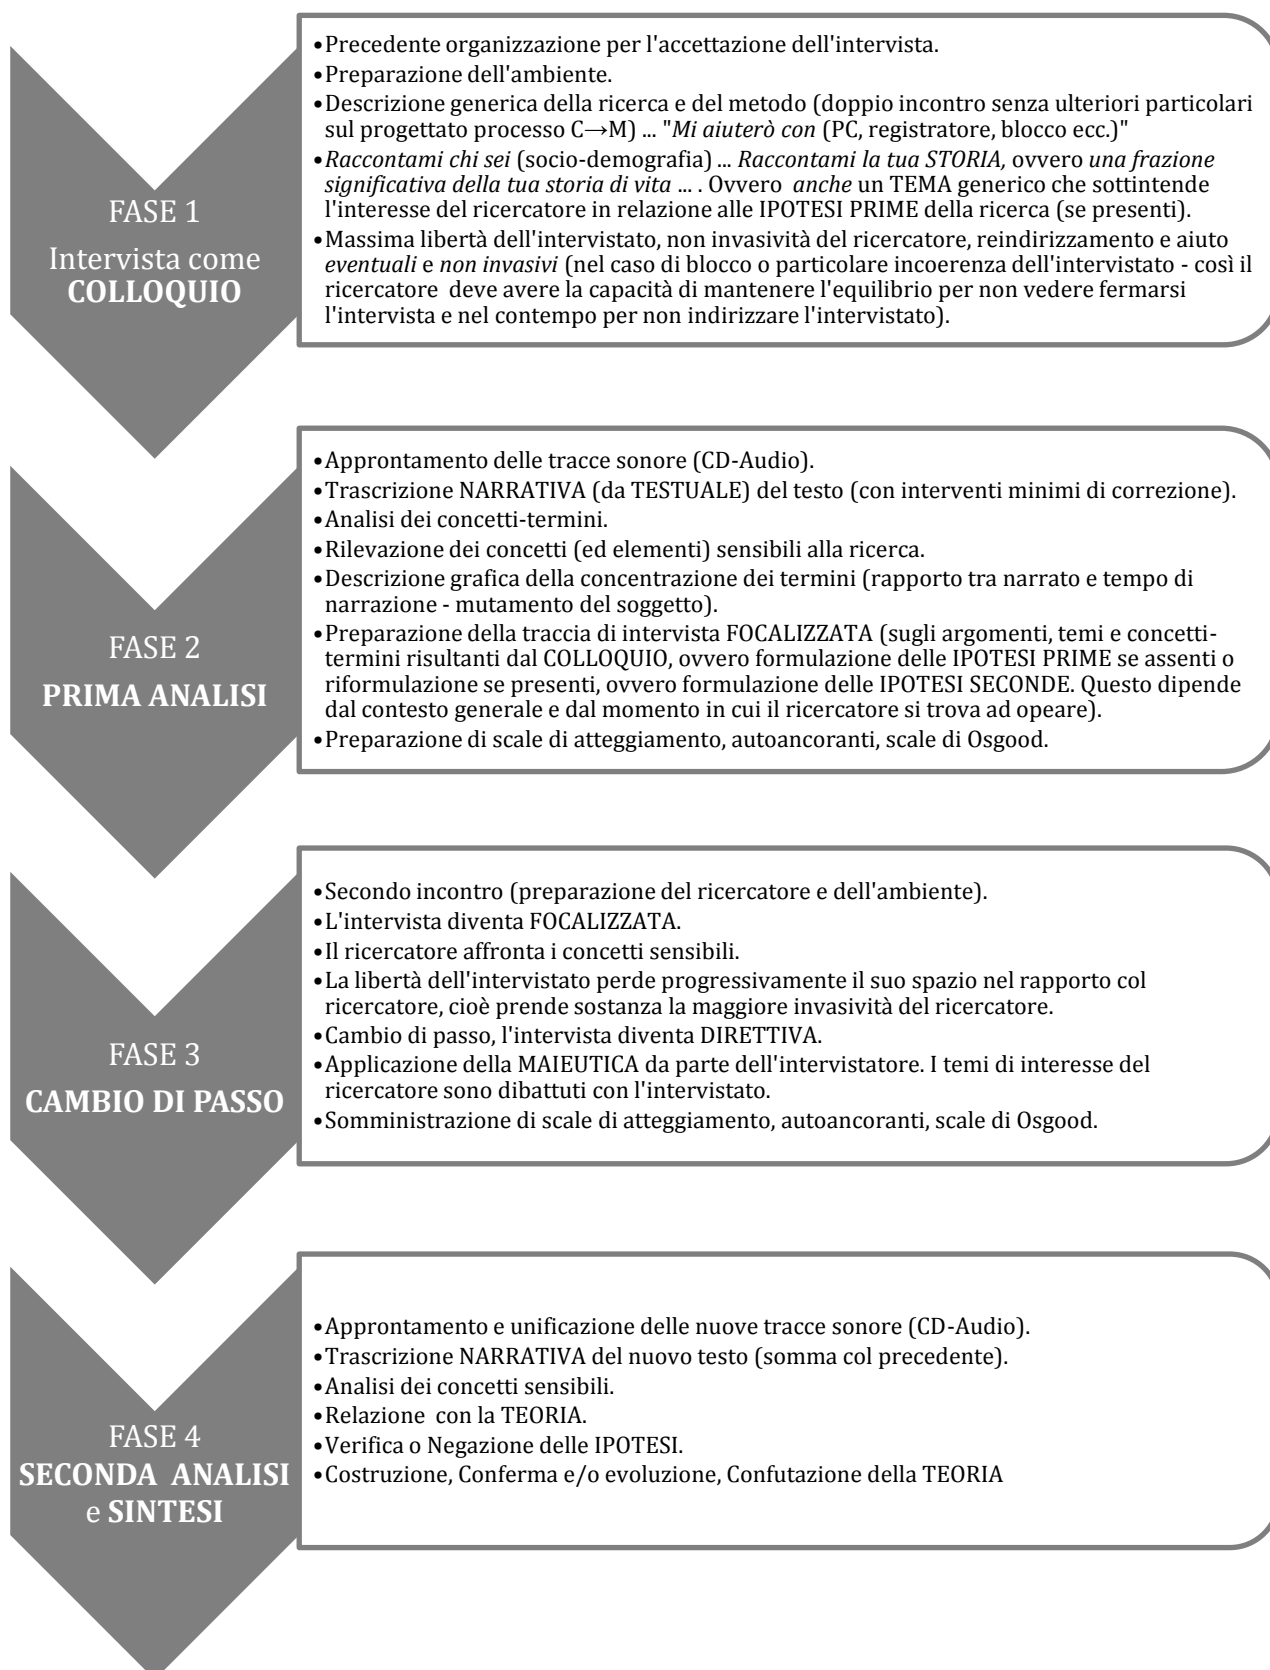 FASE 1
Intervista come
COLLOQUIO
•Precedente organizzazione per l'accettazione dell'intervista.
•Preparazione dell'ambiente.
•Descrizione generica della ricerca e del metodo (doppio incontro senza ulteriori particolari
sul progettato processo C→M) ... "Mi aiuterò con (PC, registratore, blocco ecc.)"
•Raccontami chi sei (socio-demografia) ... Raccontami la tua STORIA, ovvero una frazione
significativa della tua storia di vita ... . Ovvero anche un TEMA generico che sottintende
l'interesse del ricercatore in relazione alle IPOTESI PRIME della ricerca (se presenti).
•Massima libertà dell'intervistato, non invasività del ricercatore, reindirizzamento e aiuto
eventuali e non invasivi (nel caso di blocco o particolare incoerenza dell'intervistato - così il
ricercatore deve avere la capacità di mantenere l'equilibrio per non vedere fermarsi
l'intervista e nel contempo per non indirizzare l'intervistato).
FASE 2
PRIMA ANALISI
•Approntamento delle tracce sonore (CD-Audio).
•Trascrizione NARRATIVA (da TESTUALE) del testo (con interventi minimi di correzione).
•Analisi dei concetti-termini.
•Rilevazione dei concetti (ed elementi) sensibili alla ricerca.
•Descrizione grafica della concentrazione dei termini (rapporto tra narrato e tempo di
narrazione - mutamento del soggetto).
•Preparazione della traccia di intervista FOCALIZZATA (sugli argomenti, temi e concetti-
termini risultanti dal COLLOQUIO, ovvero formulazione delle IPOTESI PRIME se assenti o
riformulazione se presenti, ovvero formulazione delle IPOTESI SECONDE. Questo dipende
dal contesto generale e dal momento in cui il ricercatore si trova ad opeare).
•Preparazione di scale di atteggiamento, autoancoranti, scale di Osgood.
FASE 3
CAMBIO DI PASSO
•Secondo incontro (preparazione del ricercatore e dell'ambiente).
•L'intervista diventa FOCALIZZATA.
•Il ricercatore affronta i concetti sensibili.
•La libertà dell'intervistato perde progressivamente il suo spazio nel rapporto col
ricercatore, cioè prende sostanza la maggiore invasività del ricercatore.
•Cambio di passo, l'intervista diventa DIRETTIVA.
•Applicazione della MAIEUTICA da parte dell'intervistatore. I temi di interesse del
ricercatore sono dibattuti con l'intervistato.
•Somministrazione di scale di atteggiamento, autoancoranti, scale di Osgood.
FASE 4
SECONDA ANALISI
e SINTESI
•Approntamento e unificazione delle nuove tracce sonore (CD-Audio).
•Trascrizione NARRATIVA del nuovo testo (somma col precedente).
•Analisi dei concetti sensibili.
•Relazione con la TEORIA.
•Verifica o Negazione delle IPOTESI.
•Costruzione, Conferma e/o evoluzione, Confutazione della TEORIA